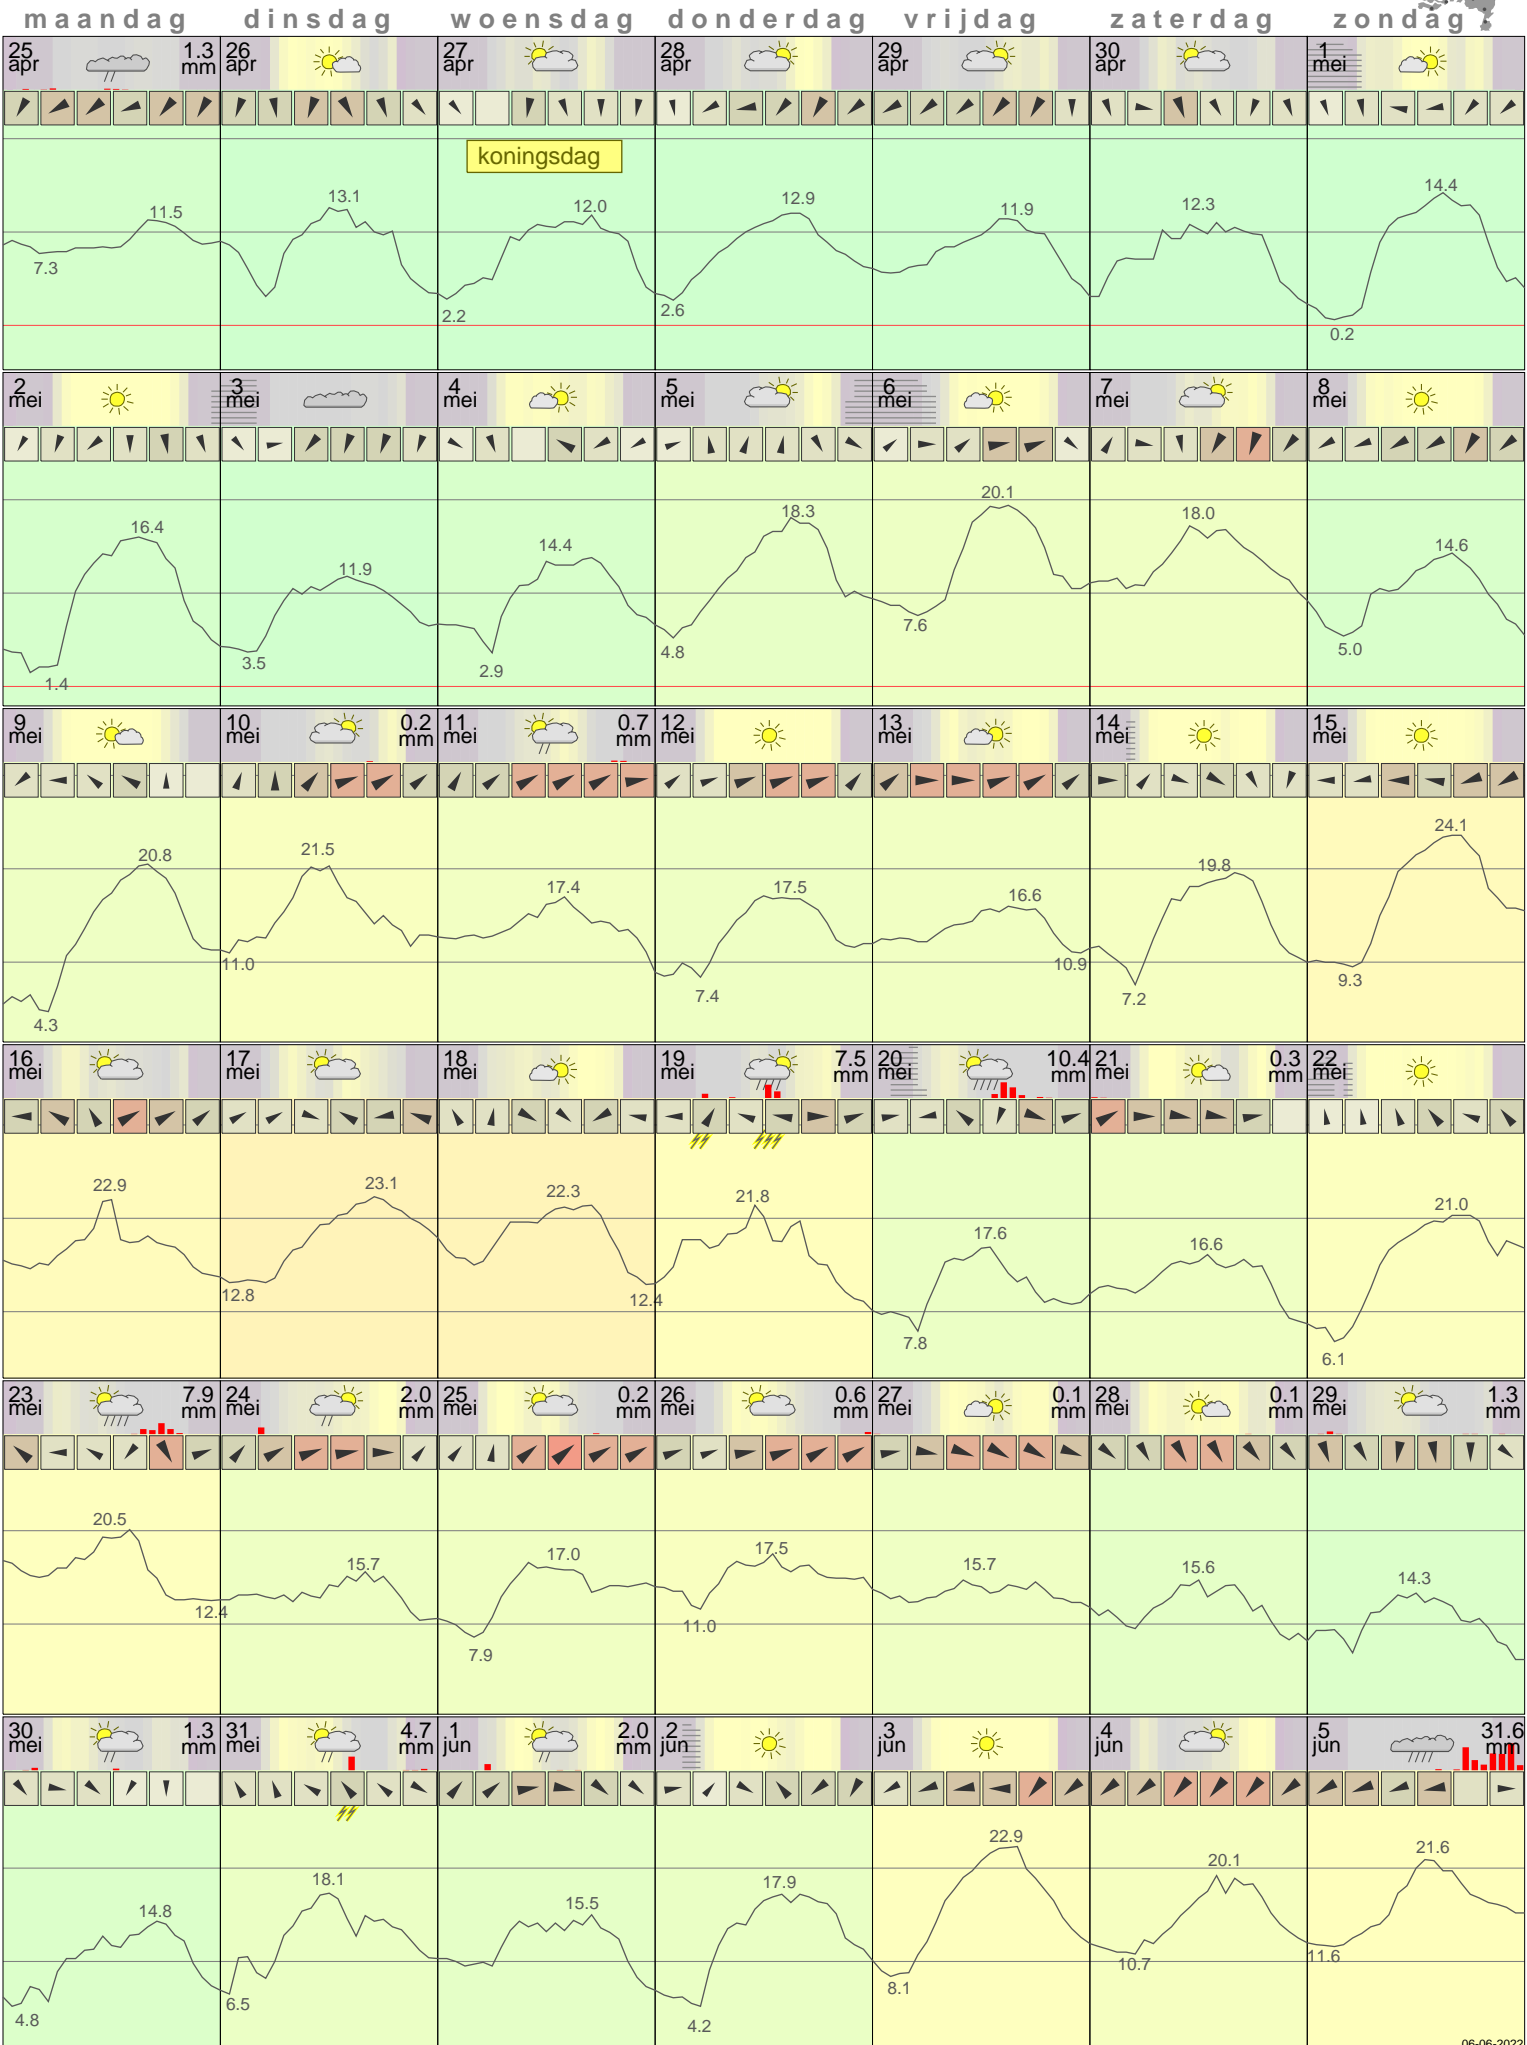 maandag dinsdag woensdag donderdag vrijdag zaterdag zondag
25 apr 1.3 mm 26 apr 27 apr 28 apr 29 apr 30 apr 1 mei
koningsdag
11.5 13.1 12.0 12.9 11.9 12.3 14.4
7.3 2.2 2.6 0.2
2 mei 3 mei 4 mei 5 mei 6 mei 7 mei 8 mei
16.4 11.9 14.4 18.3 20.1 18.0 14.6
1.4 3.5 2.9 4.8 7.6 5.0
9 mei 10 mei 0.2 mm 11 mei 0.7 mm 12 mei 13 mei 14 mei 15 mei
20.8 21.5 17.4 17.5 16.6 19.8 24.1
4.3 11.0 7.4 10.9 7.2 9.3
16 mei 17 mei 18 mei 19 mei 7.5 mm 20 mei 10.4 21 mei 0.3 mm 22 mei
22.9 23.1 22.3 21.8 17.6 16.6 21.0
12.8 12.4 7.8 6.1
23 mei 7.9 mm 24 mei 2.0 mm 25 mei 0.2 mm 26 mei 0.6 mm 27 mei 0.1 mm 28 mei 0.1 mm 29 mei 1.3 mm
20.5 15.7 17.0 17.5 15.7 15.6 14.3
12.4 7.9 11.0
30 mei 1.3 mm 31 mei 4.7 mm 1 jun 2.0 mm 2 jun 3 jun 4 jun 5 jun 31.6 mm
14.8 18.1 15.5 17.9 22.9 20.1 21.6
4.8 6.5 4.2 8.1 10.7 11.6
06-06-2022